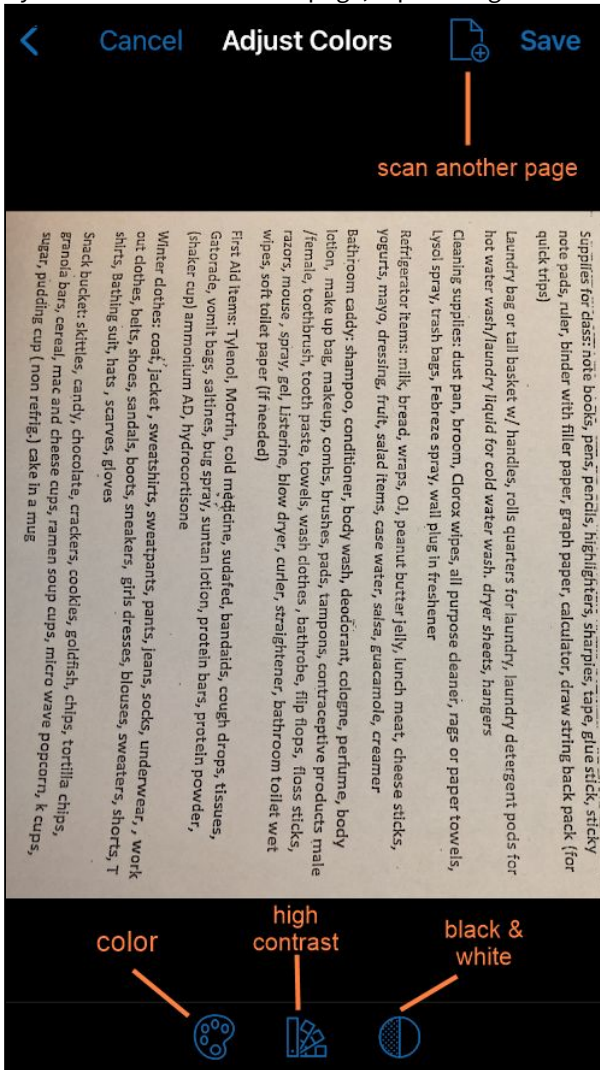 Cancel
Adjust Colors
Save
scan another page
Supplies for class: note books, pens, pencils, highlighters, sharpies, tape, glue stick, sticky
note pads, ruler, binder with filler paper, graph paper, calculator, draw string back pack (for
quick trips)
Laundry bag or tall basket w/ handles, rolls quarters for laundry, laundry detergent pods for
hot water wash/laundry liquid for cold water wash. dryer sheets, hangers
Cleaning supplies: dust pan, broom, Clorox wipes, all purpose cleaner, rags or paper towels,
Lysol spray, trash bags, Febreze spray, wall plug in freshener
Refrigerator items: milk, bread, wraps, OJ, peanut butter jelly, lunch meat, cheese sticks,
yogurts, mayo, dressing, fruit, salad items, case water, salsa, guacamole, creamer
Bathroom caddy: shampoo, conditioner, body wash, deodorant, cologne, perfume, body
lotion, make up bag, makeup, combs, brushes, pads, tampons, contraceptive products male
/female, toothbrush, tooth paste, towels, wash clothes , bathrobe, flip flops, floss sticks,
razors, mouse , spray, gel, Listerine, blow dryer, curler, straightener, bathroom toilet wet
wipes, soft toilet paper (if needed)
First Aid items: Tylenol, Motrin, cold medicine, sudafed, bandaids, cough drops, tissues,
Gatorade, vomit bags, saltines, bug spray, suntan lotion, protein bars, protein powder,
(shaker cup) ammonium AD, hydrocortisone
Winter clothes: coat, jacket , sweatshirts, sweatpants, pants, jeans, socks, underwear, , work
out clothes, belts, shoes, sandals, boots, sneakers, girls dresses, blouses, sweaters, shorts, T
shirts, Bathing suit, hats , scarves, gloves
Snack bucket: skittles, candy, chocolate, crackers, cookies, goldfish, chips, tortilla chips,
granola bars, cereal, mac and cheese cups, ramen soup cups, micro wave popcorn, k cups,
sugar, pudding cup ( non refrig.) cake in a mug
color
high
contrast
black &
white